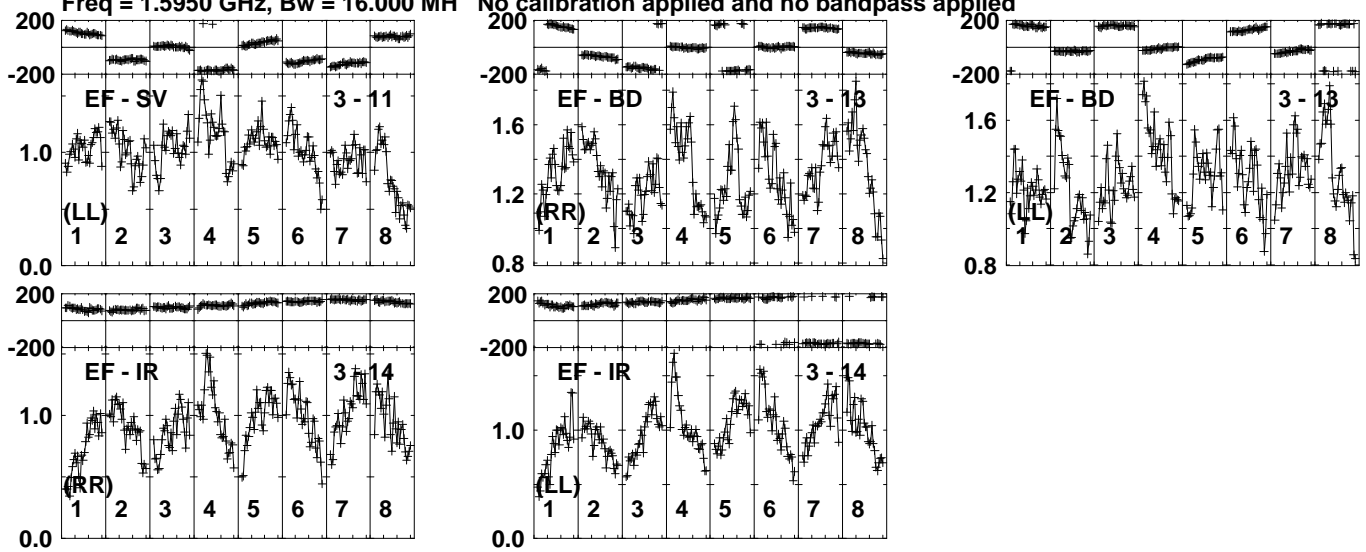 Freq = 1.5950 GHz, Bw = 16.000 MH No calibration applied and no bandpass applied
200
-200
EF - SV 3 - 11
1.0
(LL)
1 2 3 4 5 6 7 8
0.0
200
-200
EF - BD 3 - 13
1.6
1.2
(RR)
1 2 3 4 5 6 7 8
0.8
200
-200
EF - BD 3 - 13
1.6
1.2
(LL)
1 2 3 4 5 6 7 8
0.8
200
-200
EF - IR 3 - 14
1.0
(RR)
1 2 3 4 5 6 7 8
0.0
200
-200
EF - IR 3 - 14
1.0
(LL)
1 2 3 4 5 6 7 8
0.0